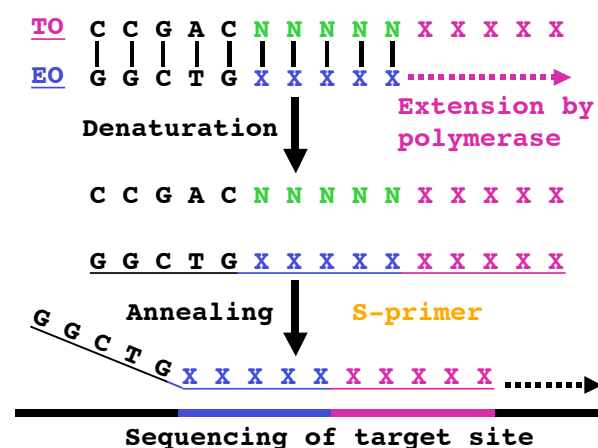 TO C C G A C N N N N N X X X X X
EO G G C T G X X X X X
Extension by
polymerase
Denaturation
C C G A C N N N N N X X X X X
G G C T G X X X X X X X X X X
Annealing S-primer
G G C T G X X X X X X X X X X
Sequencing of target site